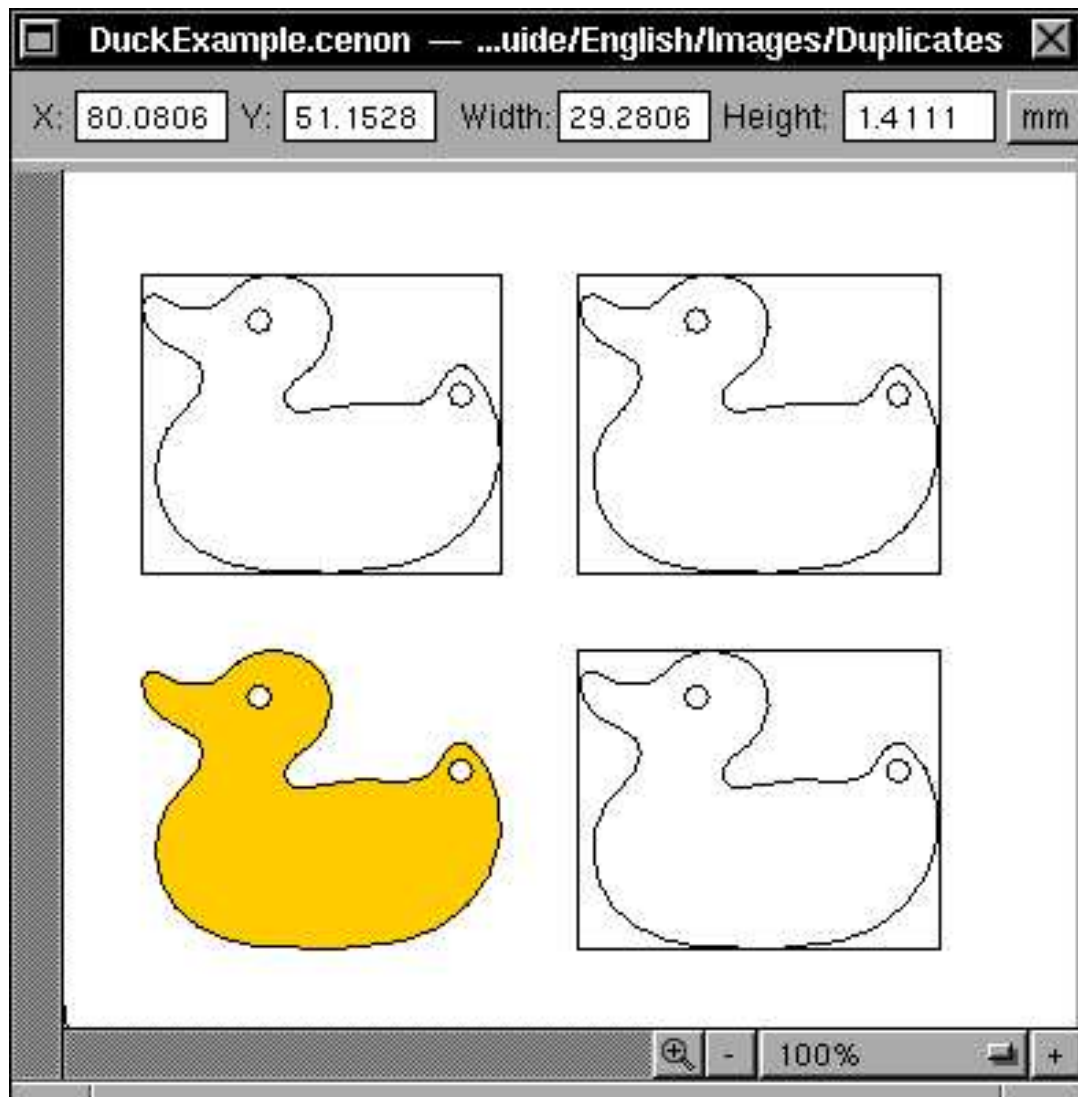 DuckExample.cenon — ...uide/English/Images/Duplicates
X: 80.0806 Y: 51.1528 Width: 29.2806 Height: 1.4111 mm
- 100% +